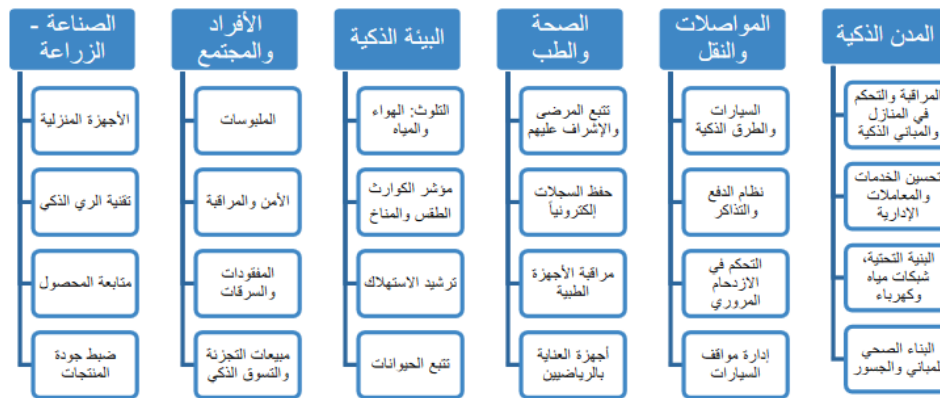 المدن الذكية
المراقبة والتحكم
في المنازل
والمباني الذكية
تحسين الخدمات
والمعاملات
الإدارية
البنية التحتية،
شبكات مياه
وكهرباء
البناء الصحي
للمباني والجسور
المواصلات
والنقل
السيارات
والطرق الذكية
نظام الدفع
والتذاكر
التحكم في
الازدحام
المروري
إدارة مواقف
السيارات
الصحة
والطب
تتبع المرضى
والإشراف عليهم
حفظ السجلات
إلكترونياً
مراقبة الأجهزة
الطبية
أجهزة العناية
بالرياضيين
البيئة الذكية
التلوث: الهواء
والمياه
مؤشر الكوارث
الطقس والمناخ
ترشيد الاستهلاك
تتبع الحيوانات
الأفراد
والمجتمع
الملبوسات
الأمن والمراقبة
المفقودات
والسرقات
مبيعات التجزئة
والتسوق الذكي
الصناعة -
الزراعة
الأجهزة المنزلية
تقنية الري الذكي
متابعة المحصول
ضبط جودة
المنتجات